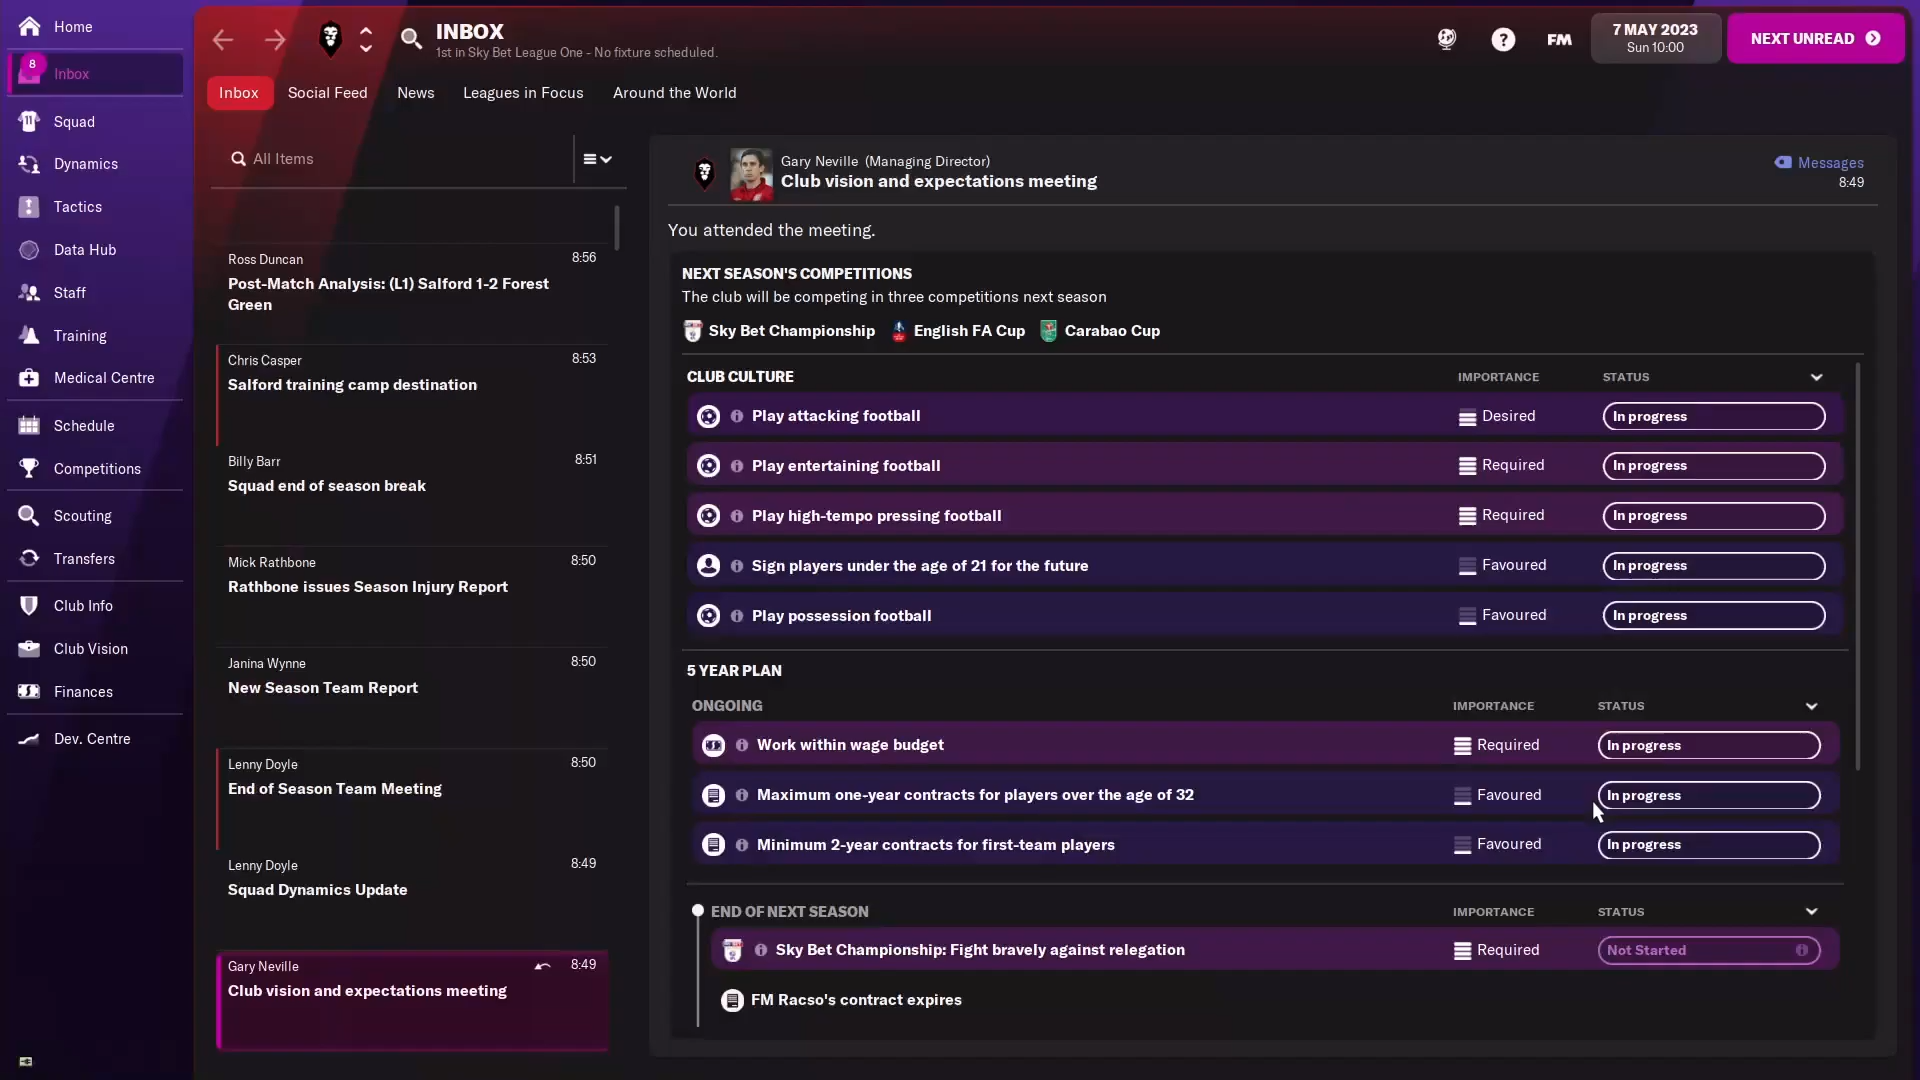 Home
8
Inbox
Squad
Dynamics
Tactics
Data Hub
Staff
Training
Medical Centre
Schedule
Competitions
Scouting
Transfers
Club Info
Club Vision
Finances
Dev. Centre
INBOX
1st in Sky Bet League One - No fixture scheduled.
FM
7 MAY 2023
Sun 10:00
NEXT UNREAD
Inbox
Social Feed
News
Leagues in Focus
Around the World
All Items
Ross Duncan 8:56
Post-Match Analysis: (L1) Salford 1-2 Forest
Green
Chris Casper 8:53
Salford training camp destination
Billy Barr 8:51
Squad end of season break
Mick Rathbone 8:50
Rathbone issues Season Injury Report
Janina Wynne 8:50
New Season Team Report
Lenny Doyle 8:50
End of Season Team Meeting
Lenny Doyle 8:49
Squad Dynamics Update
Gary Neville 8:49
Club vision and expectations meeting
Gary Neville (Managing Director)
Club vision and expectations meeting
Messages
8:49
You attended the meeting.
NEXT SEASON'S COMPETITIONS
The club will be competing in three competitions next season
Sky Bet Championship English FA Cup Carabao Cup
CLUB CULTURE IMPORTANCE STATUS
Play attacking football Desired In progress
Play entertaining football Required In progress
Play high-tempo pressing football Required In progress
Sign players under the age of 21 for the future Favoured In progress
Play possession football Favoured In progress
5 YEAR PLAN
ONGOING IMPORTANCE STATUS
Work within wage budget Required In progress
Maximum one-year contracts for players over the age of 32 Favoured In progress
Minimum 2-year contracts for first-team players Favoured In progress
END OF NEXT SEASON IMPORTANCE STATUS
Sky Bet Championship: Fight bravely against relegation Required Not Started
FM Racso's contract expires